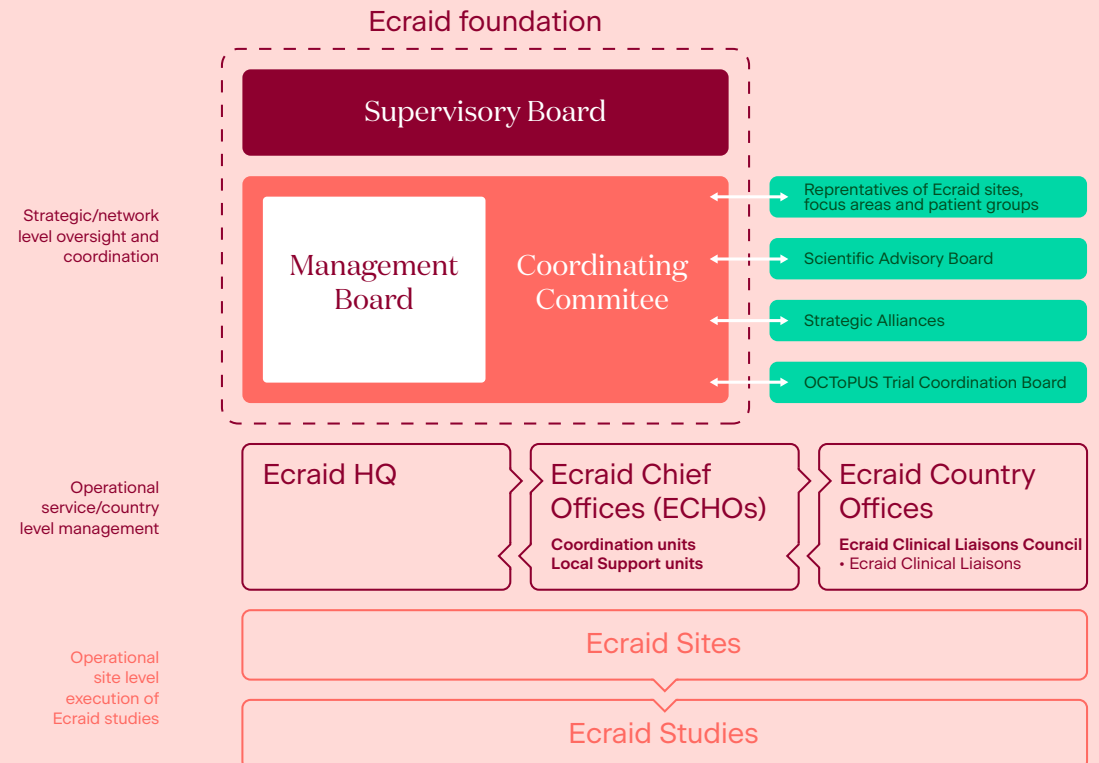 Ecraid foundation
Supervisory Board
Strategic/network
level oversight and
coordination
Management
Board
Coordinating
Commitee
Reprentatives of Ecraid sites,
focus areas and patient groups
Scientific Advisory Board
Strategic Alliances
OCToPUS Trial Coordination Board
Operational
service/country
level management
Ecraid HQ
Ecraid Chief
Offices (ECHOs)
Coordination units
Local Support units
Ecraid Country
Offices
Ecraid Clinical Liaisons Council
• Ecraid Clinical Liaisons
Operational
site level
execution of
Ecraid studies
Ecraid Sites
Ecraid Studies